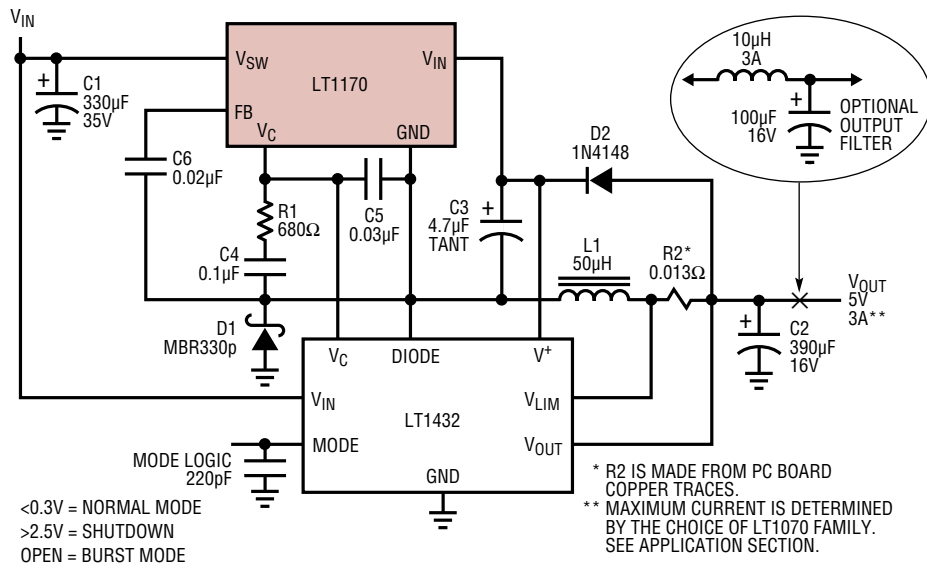 VIN
C1
330µF
35V
VSW
LT1170
VIN
FB
VC
GND
C6
0.02µF
R1
680Ω
C5
0.03µF
C4
0.1µF
C3
4.7µF
TANT
D2
1N4148
L1
50µH
R2*
0.013Ω
10µH
3A
100µF
16V
OPTIONAL
OUTPUT
FILTER
VOUT
5V
3A**
C2
390µF
16V
D1
MBR330p
VC
DIODE
V+
VIN
LT1432
VLIM
MODE
VOUT
GND
MODE LOGIC
220pF
<0.3V = NORMAL MODE
>2.5V = SHUTDOWN
OPEN = BURST MODE
* R2 IS MADE FROM PC BOARD
COPPER TRACES.
** MAXIMUM CURRENT IS DETERMINED
BY THE CHOICE OF LT1070 FAMILY.
SEE APPLICATION SECTION.